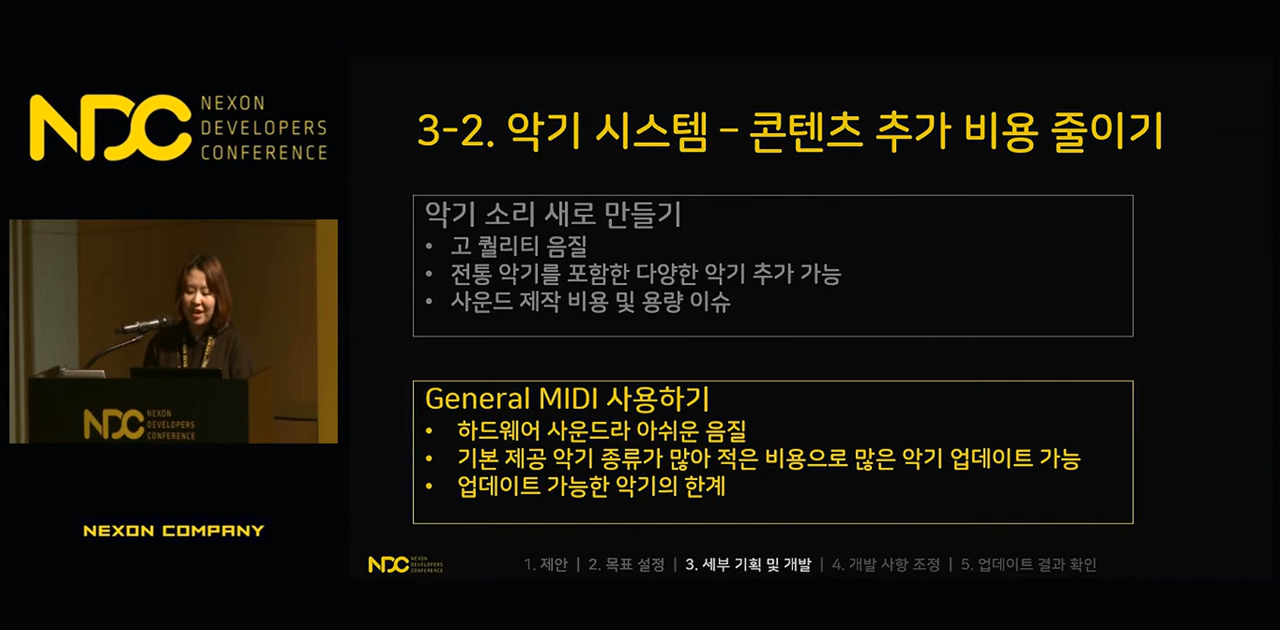 NDC NEXON
DEVELOPERS
CONFERENCE
3-2. 악기 시스템 – 콘텐츠 추가 비용 줄이기
악기 소리 새로 만들기
• 고 퀄리티 음질
• 전통 악기를 포함한 다양한 악기 추가 가능
• 사운드 제작 비용 및 용량 이슈
General MIDI 사용하기
• 하드웨어 사운드라 아쉬운 음질
• 기본 제공 악기 종류가 많아 적은 비용으로 많은 악기 업데이트 가능
• 업데이트 가능한 악기의 한계
NDC NEXON
DEVELOPERS
CONFERENCE
NEXON COMPANY
NDC NEXON
DEVELOPERS
CONFERENCE
1. 제안 | 2. 목표 설정 | 3. 세부 기획 및 개발 | 4. 개발 사항 조정 | 5. 업데이트 결과 확인